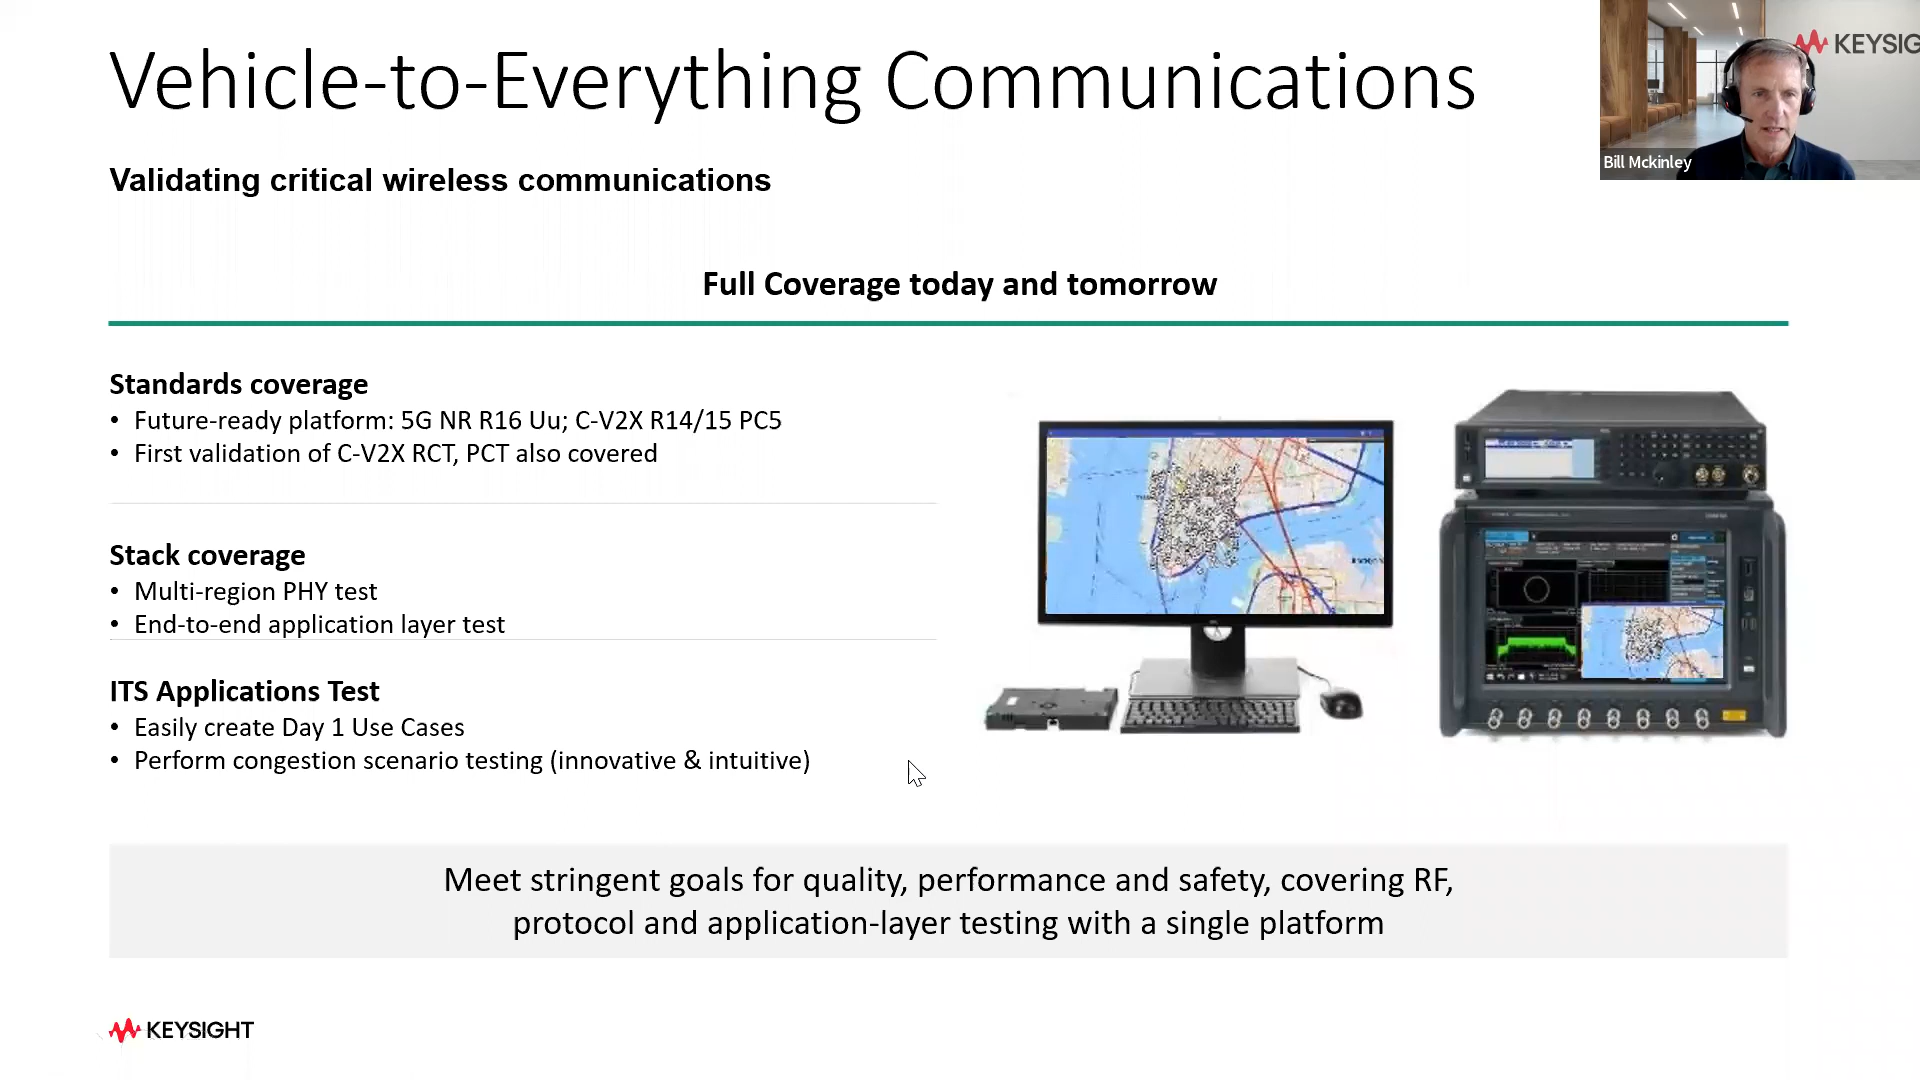 Vehicle-to-Everything Communications
KEYSIG
Bill Mckinley
Validating critical wireless communications
Full Coverage today and tomorrow
Standards coverage
• Future-ready platform: 5G NR R16 Uu; C-V2X R14/15 PC5
• First validation of C-V2X RCT, PCT also covered
Stack coverage
• Multi-region PHY test
• End-to-end application layer test
ITS Applications Test
• Easily create Day 1 Use Cases
• Perform congestion scenario testing (innovative & intuitive)
Meet stringent goals for quality, performance and safety, covering RF,
protocol and application-layer testing with a single platform
KEYSIGHT